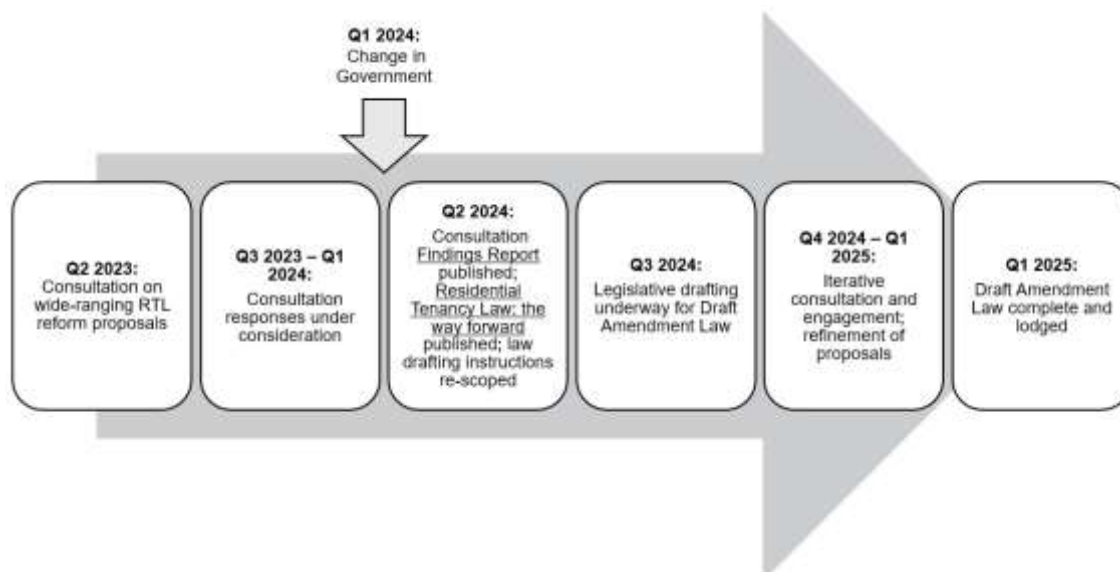 Q1 2024:
Change in
Government
Q2 2023:
Consultation on
wide-ranging RTL
reform proposals
Q3 2023 – Q1
2024:
Consultation
responses under
consideration
Q2 2024:
Consultation
Findings Report
published;
Residential
Tenancy Law: the
way forward
published; law
drafting instructions
re-scoped
Q3 2024:
Legislative drafting
underway for Draft
Amendment Law
Q4 2024 – Q1
2025:
Iterative
consultation and
engagement;
refinement of
proposals
Q1 2025:
Draft Amendment
Law complete and
lodged